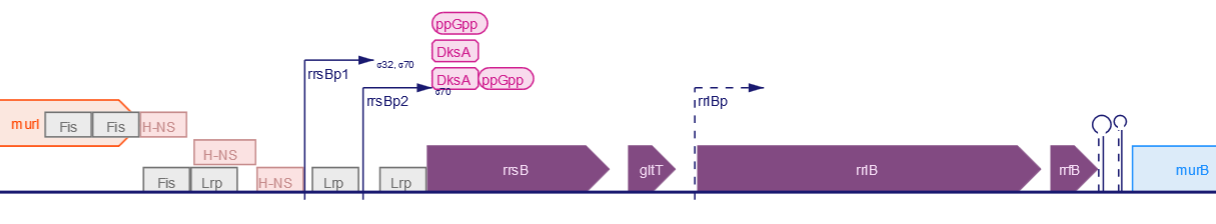 ppGpp
DksA
DksA ppGpp
rrsBp1 σ32, σ70
rrsBp2 σ70
rrlBp
murI Fis Fis H-NS
H-NS
Fis Lrp H-NS Lrp Lrp rrsB gltT rrlB rrfB murB